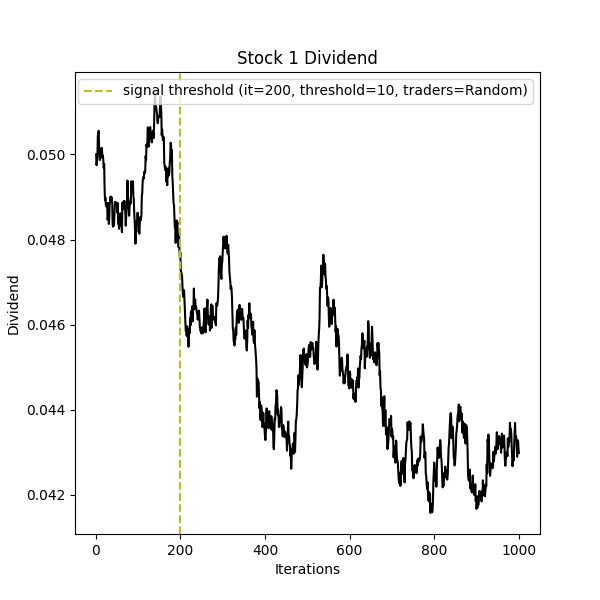 Stock 1 Dividend
signal threshold (it=200, threshold=10, traders=Random)
0.050
0.048
0.046
0.044
0.042
Dividend
0
200
400
600
800
1000
Iterations